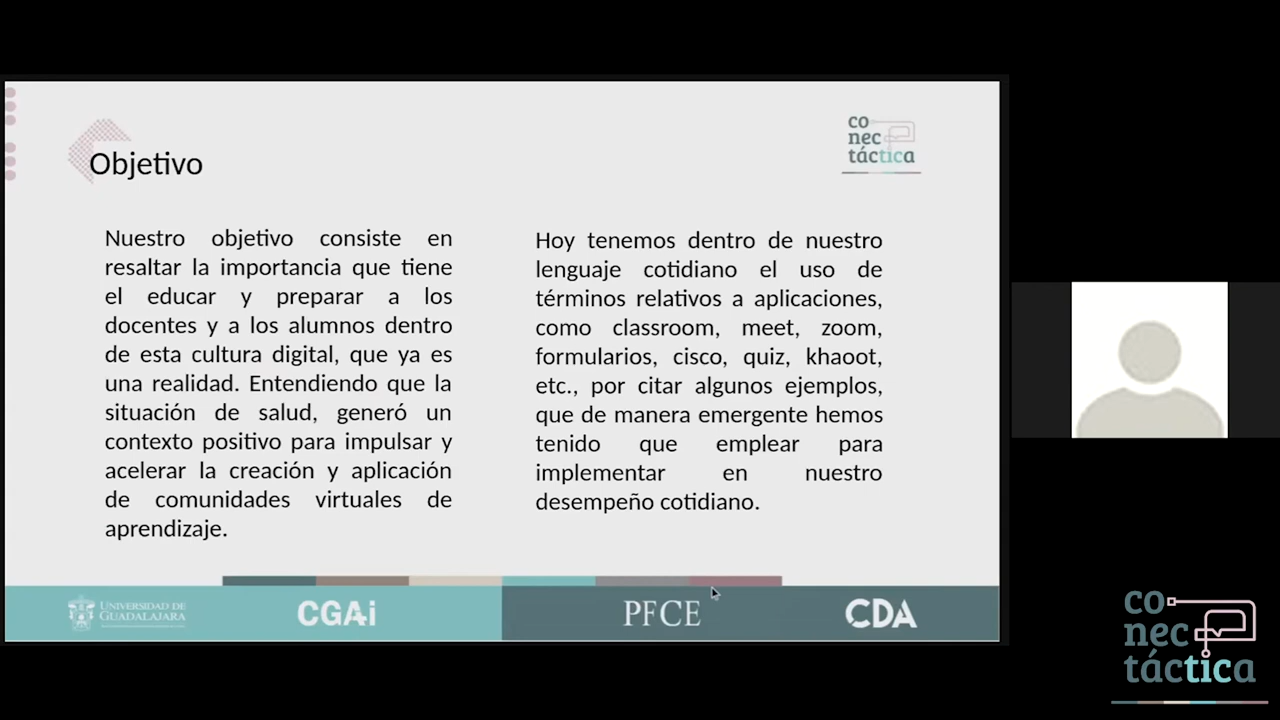 Objetivo
co
nec
táctica
Nuestro objetivo consiste en
resaltar la importancia que tiene
el educar y preparar a los
docentes y a los alumnos dentro
de esta cultura digital, que ya es
una realidad. Entendiendo que la
situación de salud, generó un
contexto positivo para impulsar y
acelerar la creación y aplicación
de comunidades virtuales de
aprendizaje.
Hoy tenemos dentro de nuestro
lenguaje cotidiano el uso de
términos relativos a aplicaciones,
como classroom, meet, zoom,
formularios, cisco, quiz, khaoot,
etc., por citar algunos ejemplos,
que de manera emergente hemos
tenido que emplear para
implementar en nuestro
desempeño cotidiano.
UNIVERSIDAD DE
GUADALAJARA
CGAi
PFCE
CDA
co
nec
táctica